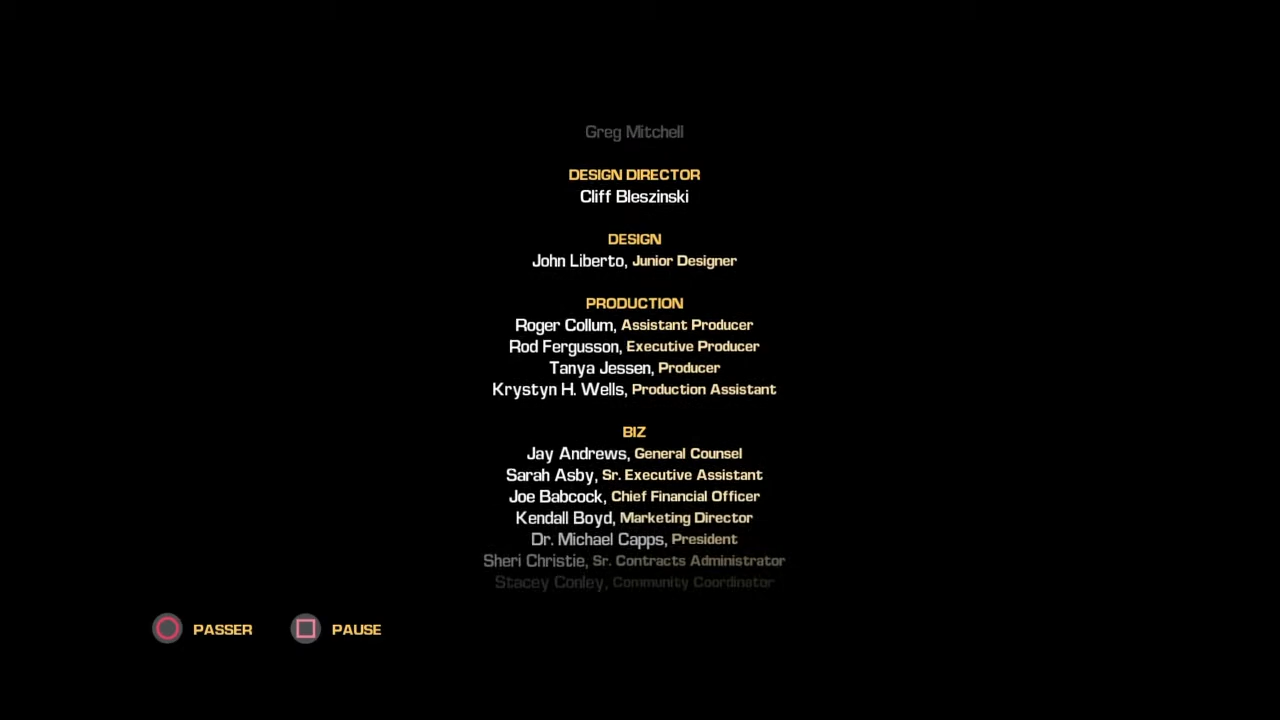 Greg Mitchell
DESIGN DIRECTOR
Cliff Bleszinski
DESIGN
John Liberto, Junior Designer
PRODUCTION
Roger Collum, Assistant Producer
Rod Fergusson, Executive Producer
Tanya Jessen, Producer
Krystyn H. Wells, Production Assistant
BIZ
Jay Andrews, General Counsel
Sarah Asby, Sr. Executive Assistant
Joe Babcock, Chief Financial Officer
Kendall Boyd, Marketing Director
Dr. Michael Capps, President
Sheri Christie, Sr. Contracts Administrator
Stacey Conley, Community Coordinator
PASSER PAUSE